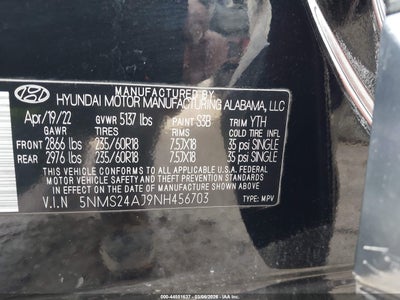 MANUFACTURED BY
HYUNDAI MOTOR MANUFACTURING ALABAMA, LLC
Apr/19/22 GVWR 5137 lbs PAINT S3B TRIM YTH
GAWR TIRES RIMS COLD TIRE INFL
FRONT 2866 lbs 235/60R18 7.5JX18 35 psi SINGLE
REAR 2976 lbs 235/60R18 7.5JX18 35 psi SINGLE
THIS VEHICLE CONFORMS TO ALL APPLICABLE U.S. FEDERAL
MOTOR VEHICLE SAFETY AND THEFT PREVENTION STANDARDS
IN EFFECT ON THE DATE OF MANUFACTURE SHOWN ABOVE.
V.I.N 5NMS24AJ9NH456703 TYPE: MPV